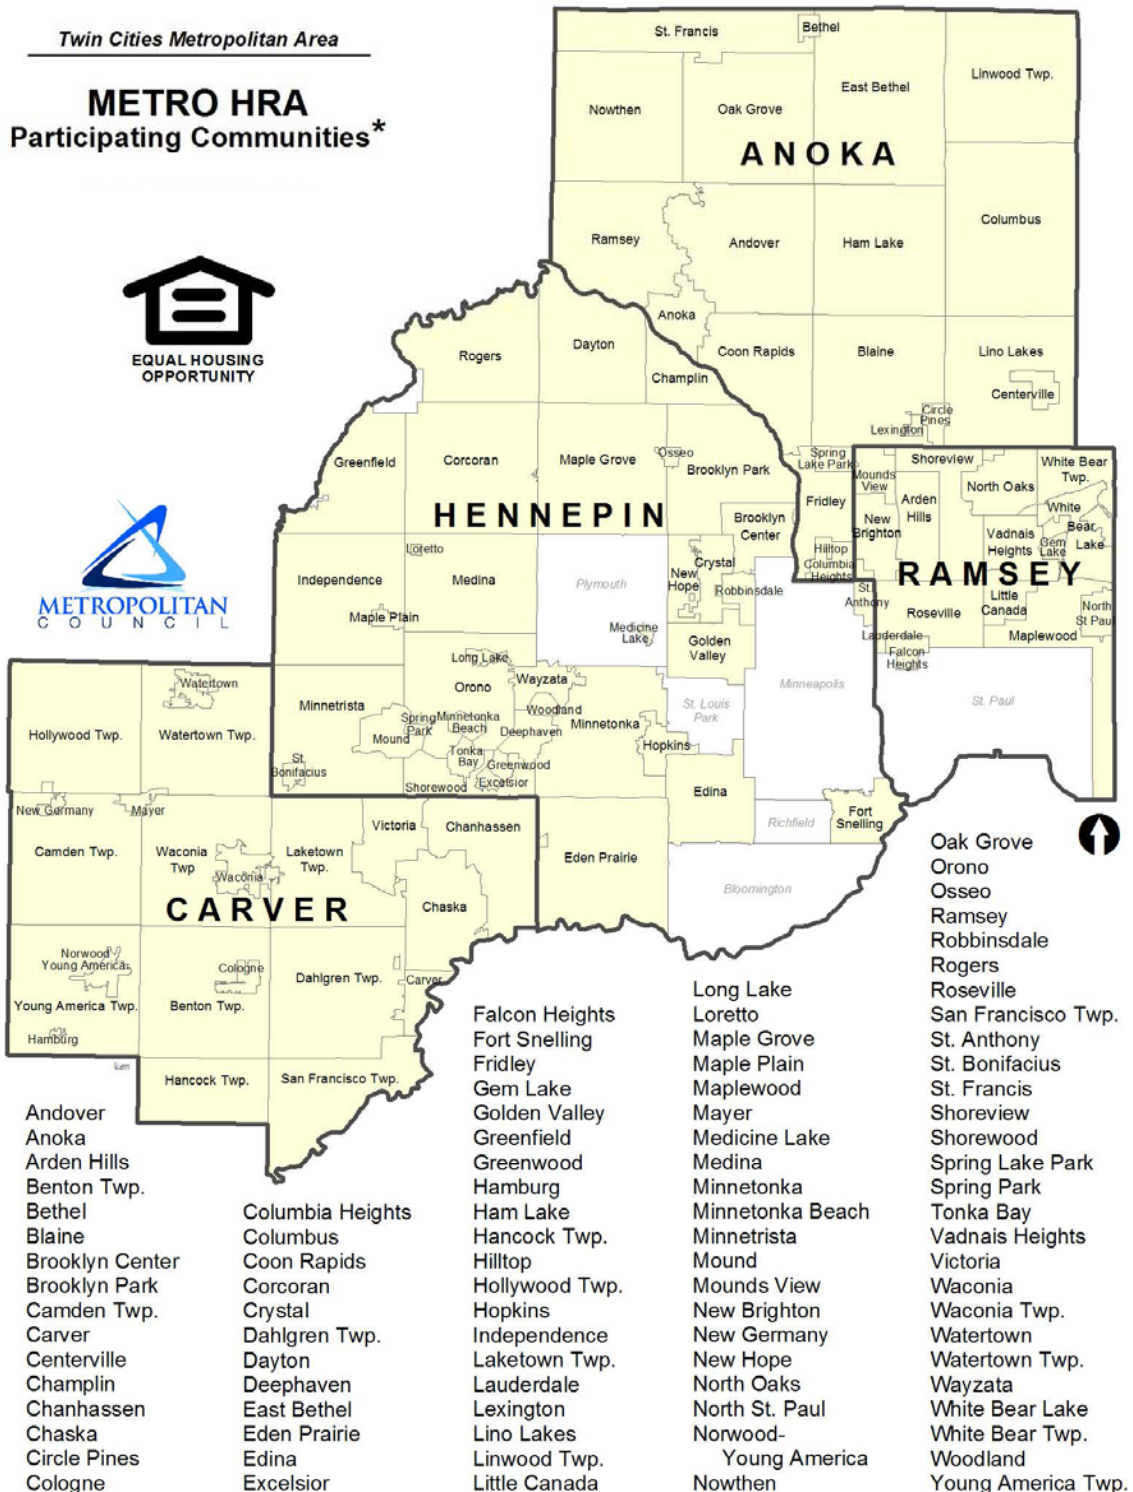 Twin Cities Metropolitan Area
METRO HRA
Participating Communities*
EQUAL HOUSING
OPPORTUNITY
METROPOLITAN
COUNCIL
St. Francis
Bethel
Linwood Twp.
East Bethel
Nowthen
Oak Grove
ANOKA
Columbus
Ramsey
Andover
Ham Lake
Anoka
Coon Rapids
Blaine
Lino Lakes
Centerville
Circle
Pines
Lexington
Spring
Lake Park
Fridley
Hilltop
Columbia
Heights
Rogers
Dayton
Champlin
Greenfield
Corcoran
Maple Grove
Osseo
Brooklyn Park
HENNEPIN
Brooklyn
Center
Loretto
Independence
Medina
Plymouth
New
Hope
Crystal
Robbinsdale
Maple Plain
Medicine
Lake
Golden
Valley
Long Lake
Orono
Wayzata
Woodland
Minnetrista
Mound
Spring
Park
Minnetonka
Beach
Deephaven
Minnetonka
St. Louis
Park
Minneapolis
Hopkins
Tonka
Bay
Greenwood
Excelsior
St.
Bonifacius
Shorewood
Edina
Richfield
Fort
Snelling
Eden Prairie
Bloomington
Shoreview
White Bear
Twp.
Mounds
View
Arden
Hills
North Oaks
White
Bear
Lake
New
Brighton
Vadnais
Heights
Gem
Lake
RAMSEY
St.
Anthony
Roseville
Little
Canada
North
St Paul
Maplewood
Lauderdale
Falcon
Heights
St. Paul
Hollywood Twp.
Watertown
Watertown Twp.
New Germany
Mayer
Camden Twp.
Waconia
Twp
Waconia
Laketown
Twp.
Victoria
Chanhassen
Chaska
CARVER
Norwood
Young America
Cologne
Dahlgren Twp.
Carver
Young America Twp.
Benton Twp.
Hamburg
Hancock Twp.
San Francisco Twp.
Andover
Anoka
Arden Hills
Benton Twp.
Bethel
Blaine
Brooklyn Center
Brooklyn Park
Camden Twp.
Carver
Centerville
Champlin
Chanhassen
Chaska
Circle Pines
Cologne
Columbia Heights
Columbus
Coon Rapids
Corcoran
Crystal
Dahlgren Twp.
Dayton
Deephaven
East Bethel
Eden Prairie
Edina
Excelsior
Falcon Heights
Fort Snelling
Fridley
Gem Lake
Golden Valley
Greenfield
Greenwood
Hamburg
Ham Lake
Hancock Twp.
Hilltop
Hollywood Twp.
Hopkins
Independence
Laketown Twp.
Lauderdale
Lexington
Lino Lakes
Linwood Twp.
Little Canada
Long Lake
Loretto
Maple Grove
Maple Plain
Maplewood
Mayer
Medicine Lake
Medina
Minnetonka
Minnetonka Beach
Minnetrista
Mound
Mounds View
New Brighton
New Germany
New Hope
North Oaks
North St. Paul
Norwood-
Young America
Nowthen
Oak Grove
Orono
Osseo
Ramsey
Robbinsdale
Rogers
Roseville
San Francisco Twp.
St. Anthony
St. Bonifacius
St. Francis
Shoreview
Shorewood
Spring Lake Park
Spring Park
Tonka Bay
Vadnais Heights
Victoria
Waconia
Waconia Twp.
Watertown
Watertown Twp.
Wayzata
White Bear Lake
White Bear Twp.
Woodland
Young America Twp.